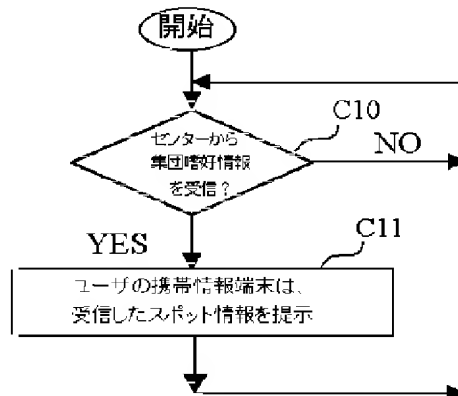 開始
C10
センターから
集団嗜好情報
を受信？
NO
YES
C11
ユーザの携帯情報端末は、
受信したスポット情報を提示